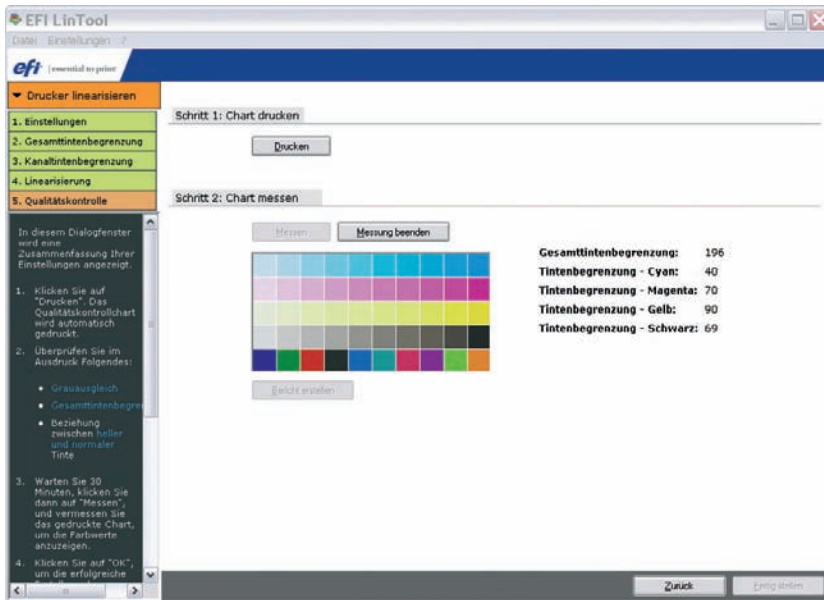 EFI LinTool
Datei Einstellungen ?
efi essential to print
Drucker linearisieren
1. Einstellungen
2. Gesamttintenbegrenzung
3. Kanaltintenbegrenzung
4. Linearisierung
5. Qualitätskontrolle
In diesem Dialogfenster
wird eine
Zusammenfassung Ihrer
Einstellungen angezeigt.
1. Klicken Sie auf
"Drucken". Das
Qualitätskontrollchart
wird automatisch
gedruckt.
2. Überprüfen Sie im
Ausdruck Folgendes:
• Grauausgleich
• Gesamttintenbegre
• Beziehung
zwischen heller
und normaler
Tinte
3. Warten Sie 30
Minuten, klicken Sie
dann auf "Messen",
und vermessen Sie
das gedruckte Chart,
um die Farbwerte
anzuzeigen.
4. Klicken Sie auf "OK",
um die erfolgreiche
Schritt 1: Chart drucken
Drucken
Schritt 2: Chart messen
Messen
Messung beenden
Gesamttintenbegrenzung: 196
Tintenbegrenzung - Cyan: 40
Tintenbegrenzung - Magenta: 70
Tintenbegrenzung - Gelb: 90
Tintenbegrenzung - Schwarz: 69
Bericht erstellen
Zurück
Fertig stellen